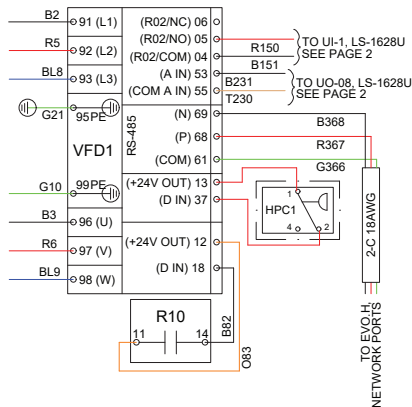 B2
91 (L1)
(R02/NC) 06
R5
92 (L2)
(R02/NO) 05
R150
TO UI-1, LS-1628U
SEE PAGE 2
(R02/COM) 04
B151
BL8
93 (L3)
(A IN) 53
B231
TO UO-08, LS-1628U
SEE PAGE 2
(COM A IN) 55
T230
G21
95PE
RS-485
(N) 69
B368
VFD1
(P) 68
R367
(COM) 61
G366
G10
99PE
(+24V OUT) 13
(D IN) 37
1
HPC1
4
2
2-C 18AWG
B3
96 (U)
R6
97 (V)
(+24V OUT) 12
BL9
98 (W)
(D IN) 18
R10
11
14
B82
O83
TO EVO.H,
NETWORK PORTS